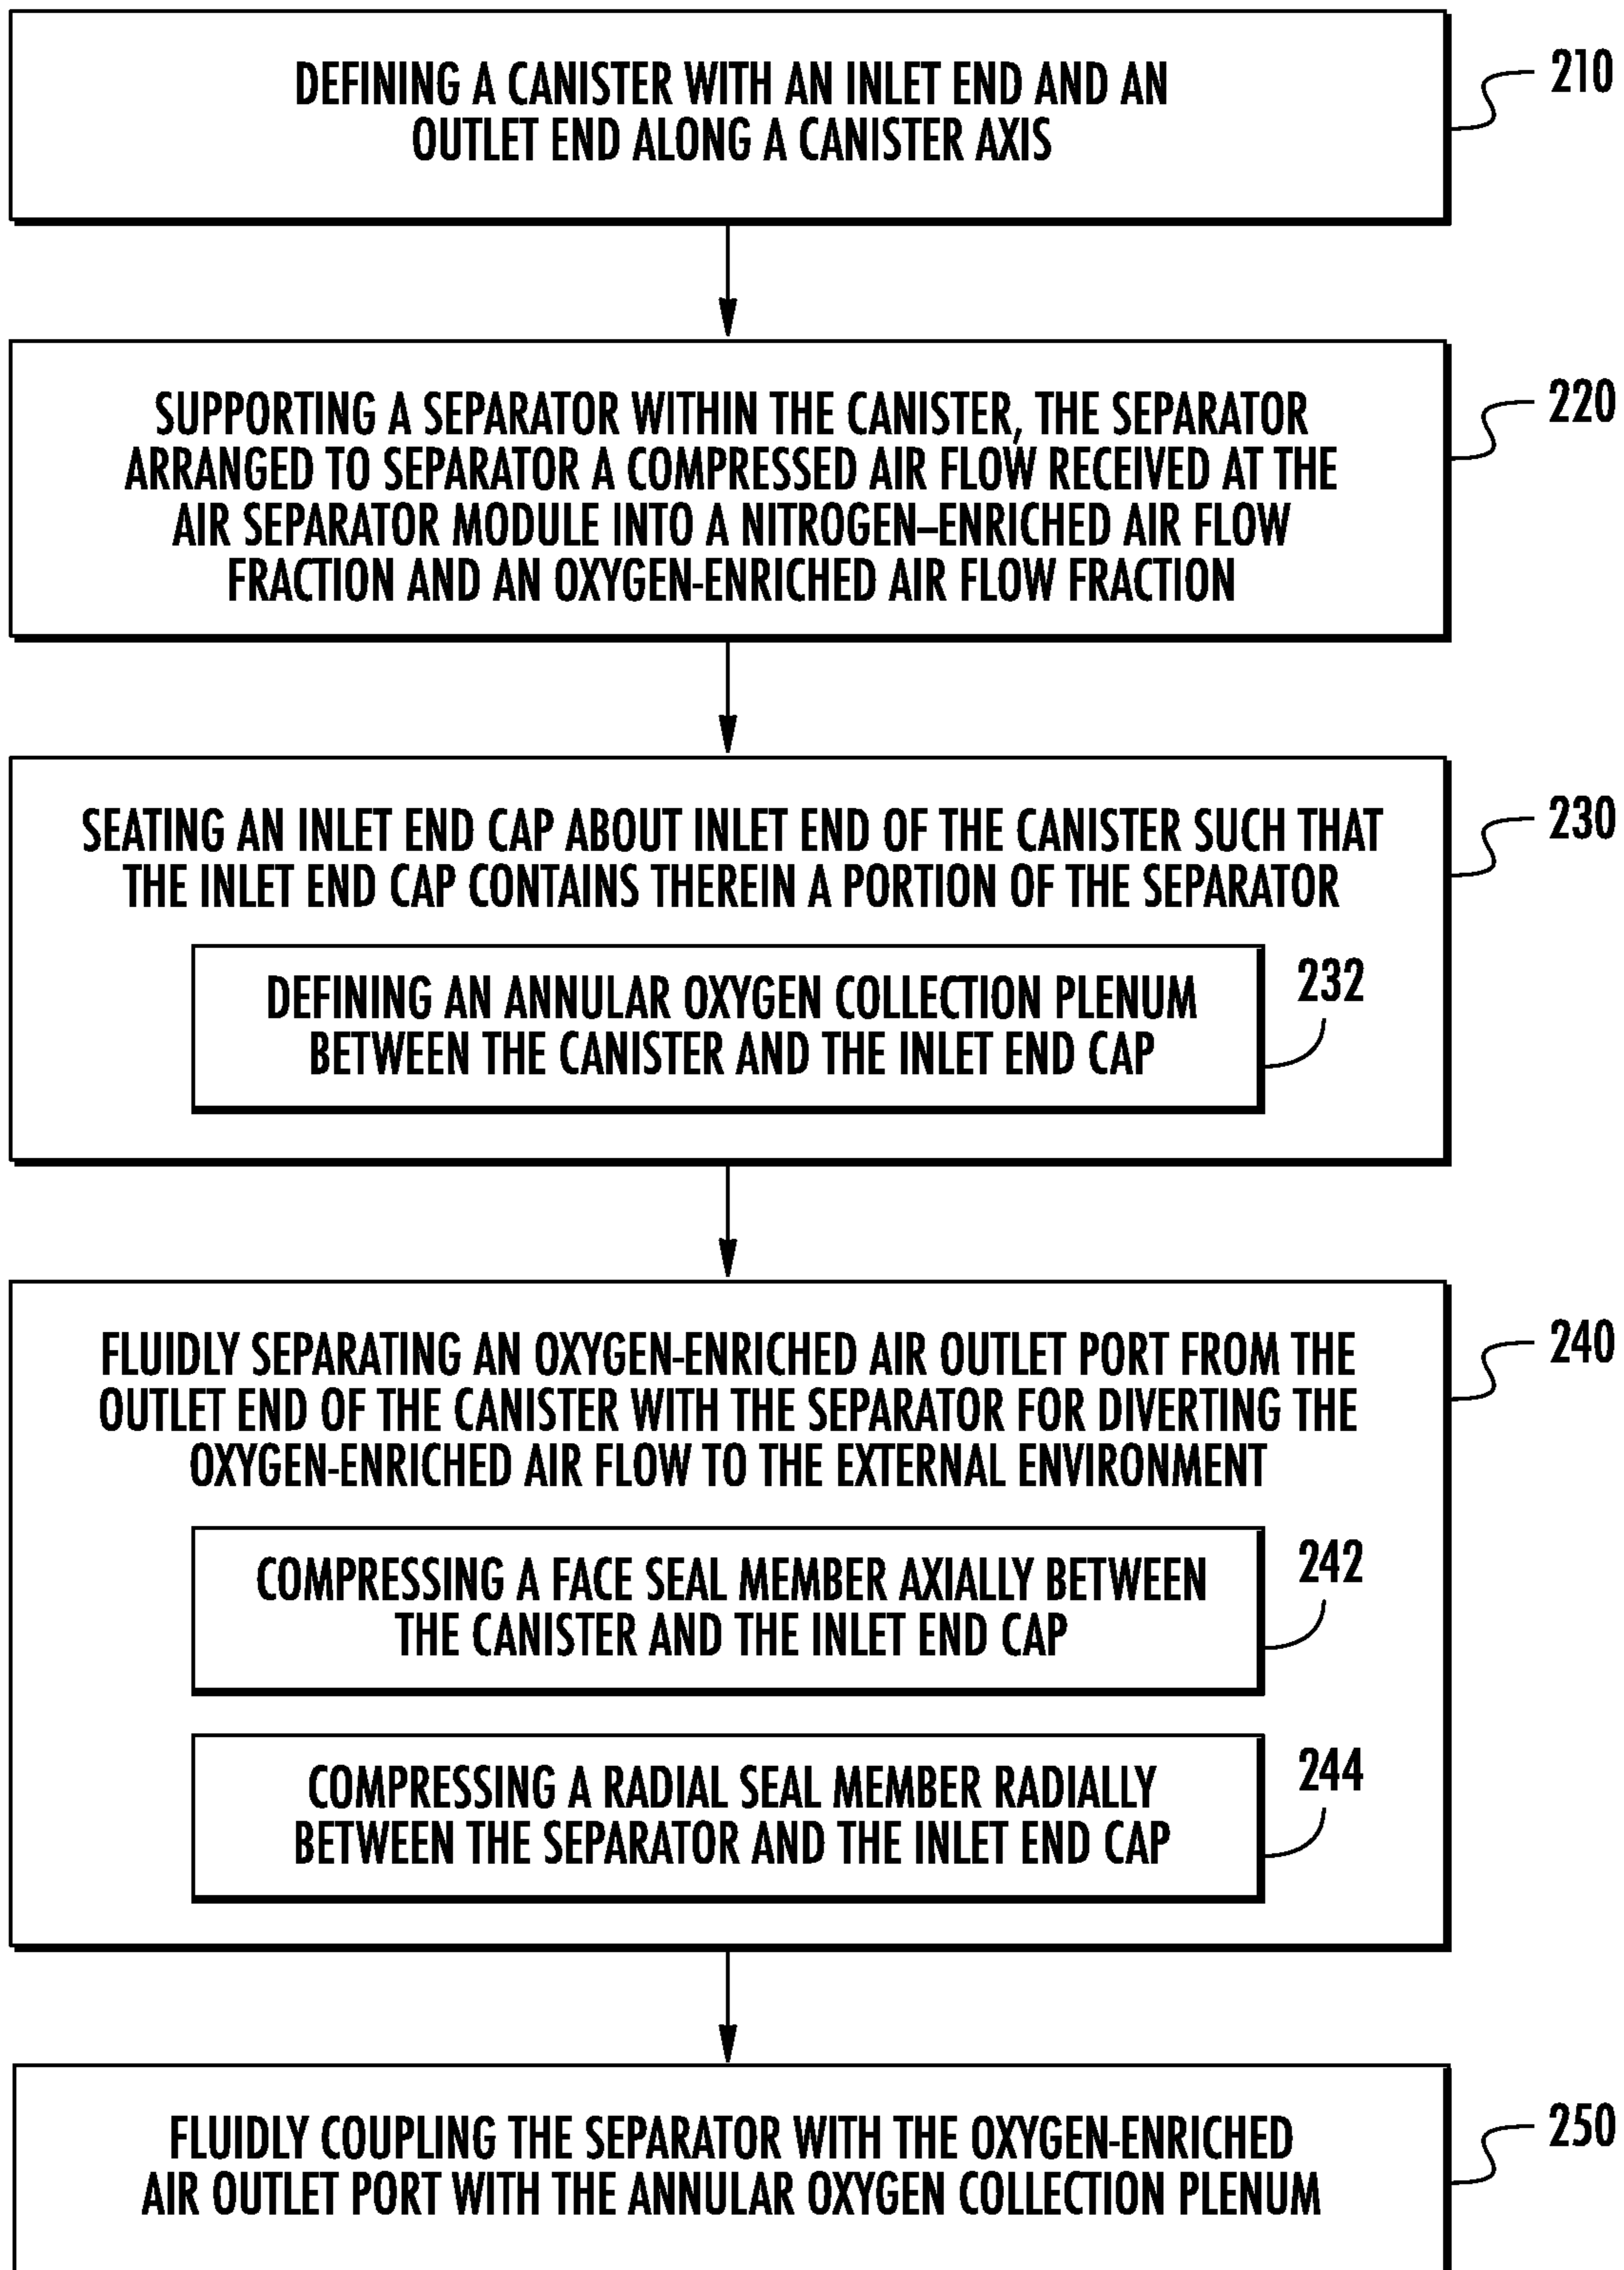 DEFINING A CANISTER WITH AN INLET END AND AN
OUTLET END ALONG A CANISTER AXIS
210
SUPPORTING A SEPARATOR WITHIN THE CANISTER, THE SEPARATOR
ARRANGED TO SEPARATOR A COMPRESSED AIR FLOW RECEIVED AT THE
AIR SEPARATOR MODULE INTO A NITROGEN–ENRICHED AIR FLOW
FRACTION AND AN OXYGEN-ENRICHED AIR FLOW FRACTION
220
SEATING AN INLET END CAP ABOUT INLET END OF THE CANISTER SUCH THAT
THE INLET END CAP CONTAINS THEREIN A PORTION OF THE SEPARATOR
230
DEFINING AN ANNULAR OXYGEN COLLECTION PLENUM
BETWEEN THE CANISTER AND THE INLET END CAP
232
FLUIDLY SEPARATING AN OXYGEN-ENRICHED AIR OUTLET PORT FROM THE
OUTLET END OF THE CANISTER WITH THE SEPARATOR FOR DIVERTING THE
OXYGEN-ENRICHED AIR FLOW TO THE EXTERNAL ENVIRONMENT
240
COMPRESSING A FACE SEAL MEMBER AXIALLY BETWEEN
THE CANISTER AND THE INLET END CAP
242
COMPRESSING A RADIAL SEAL MEMBER RADIALLY
BETWEEN THE SEPARATOR AND THE INLET END CAP
244
FLUIDLY COUPLING THE SEPARATOR WITH THE OXYGEN-ENRICHED
AIR OUTLET PORT WITH THE ANNULAR OXYGEN COLLECTION PLENUM
250